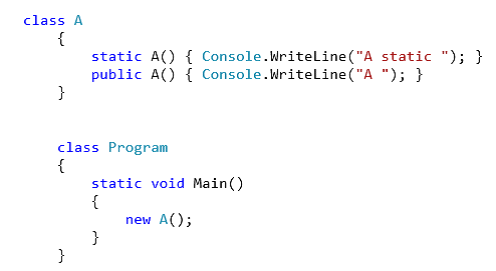 class A
{
static A() { Console.WriteLine("A static "); }
public A() { Console.WriteLine("A "); }
}
class Program
{
static void Main()
{
new A();
}
}